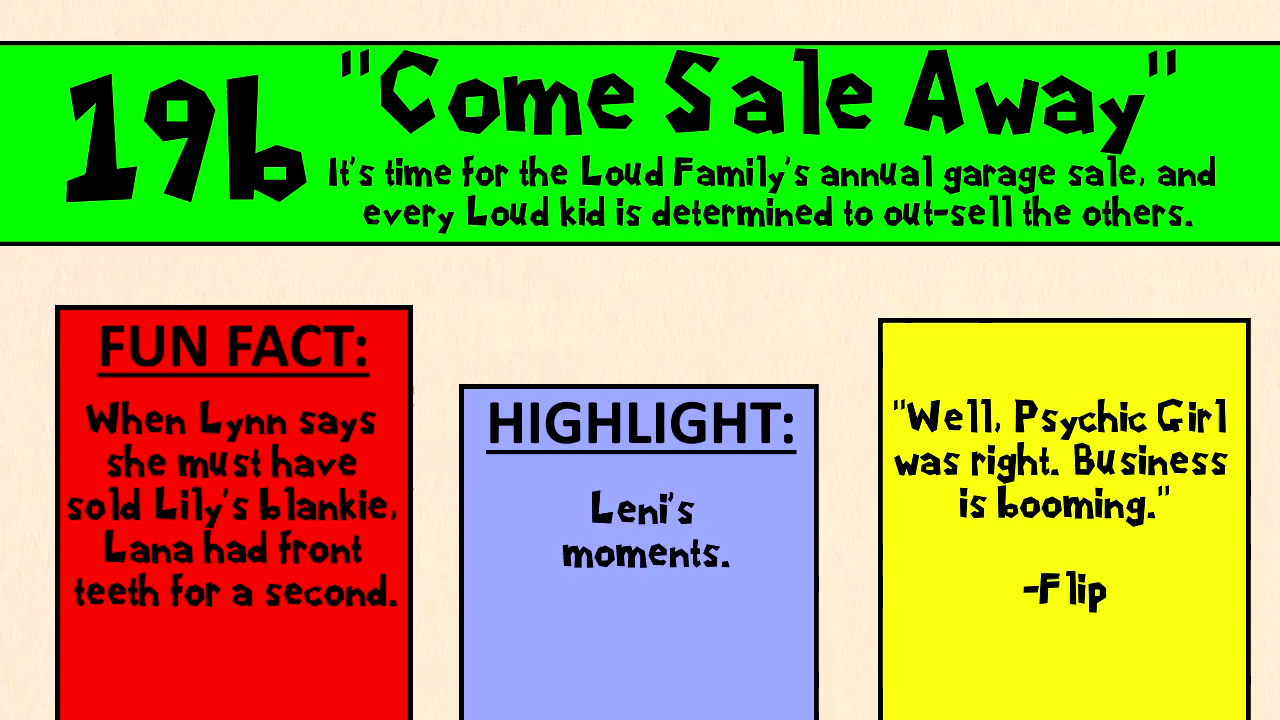 19b
"Come Sale Away"
It's time for the Loud Family's annual garage sale, and
every Loud kid is determined to out-sell the others.
FUN FACT:
When Lynn says
she must have
sold Lily's blankie,
Lana had front
teeth for a second.
HIGHLIGHT:
Leni's
moments.
"Well, Psychic Girl
was right. Business
is booming."
-Flip